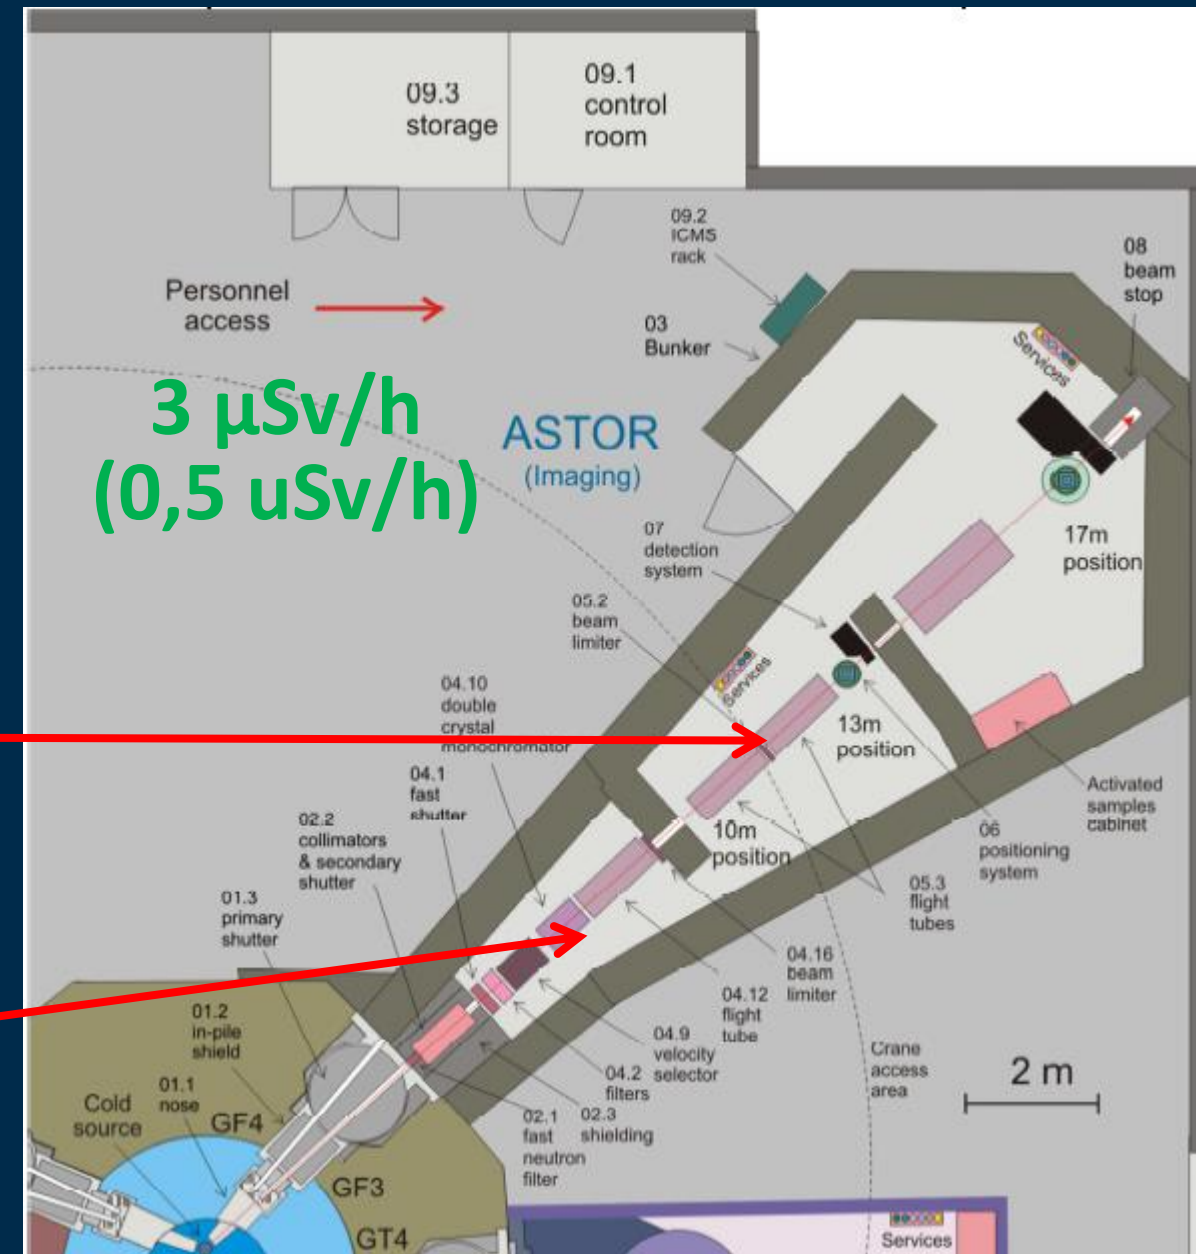 09.3
storage
09.1
control
room
09.2
ICMS
rack
08
beam
stop
Personnel
access
03
Bunker
Services
3 µSv/h
(0,5 uSv/h)
ASTOR
(Imaging)
07
detection
system
17m
position
05.2
beam
limiter
Services
04.10
double
crystal
monochromator
13m
position
04.1
fast
shutter
Activated
samples
cabinet
02.2
collimators
& secondary
shutter
10m
position
06
positioning
system
05.3
flight
tubes
01.3
primary
shutter
04.16
beam
limiter
04.12
flight
tube
01.2
in-pile
shield
04.9
velocity
selector
Crane
access
area
2 m
04.2
filters
01.1
nose
Cold
source
GF4
02.1
fast
neutron
filter
02.3
shielding
GF3
GT4
Services